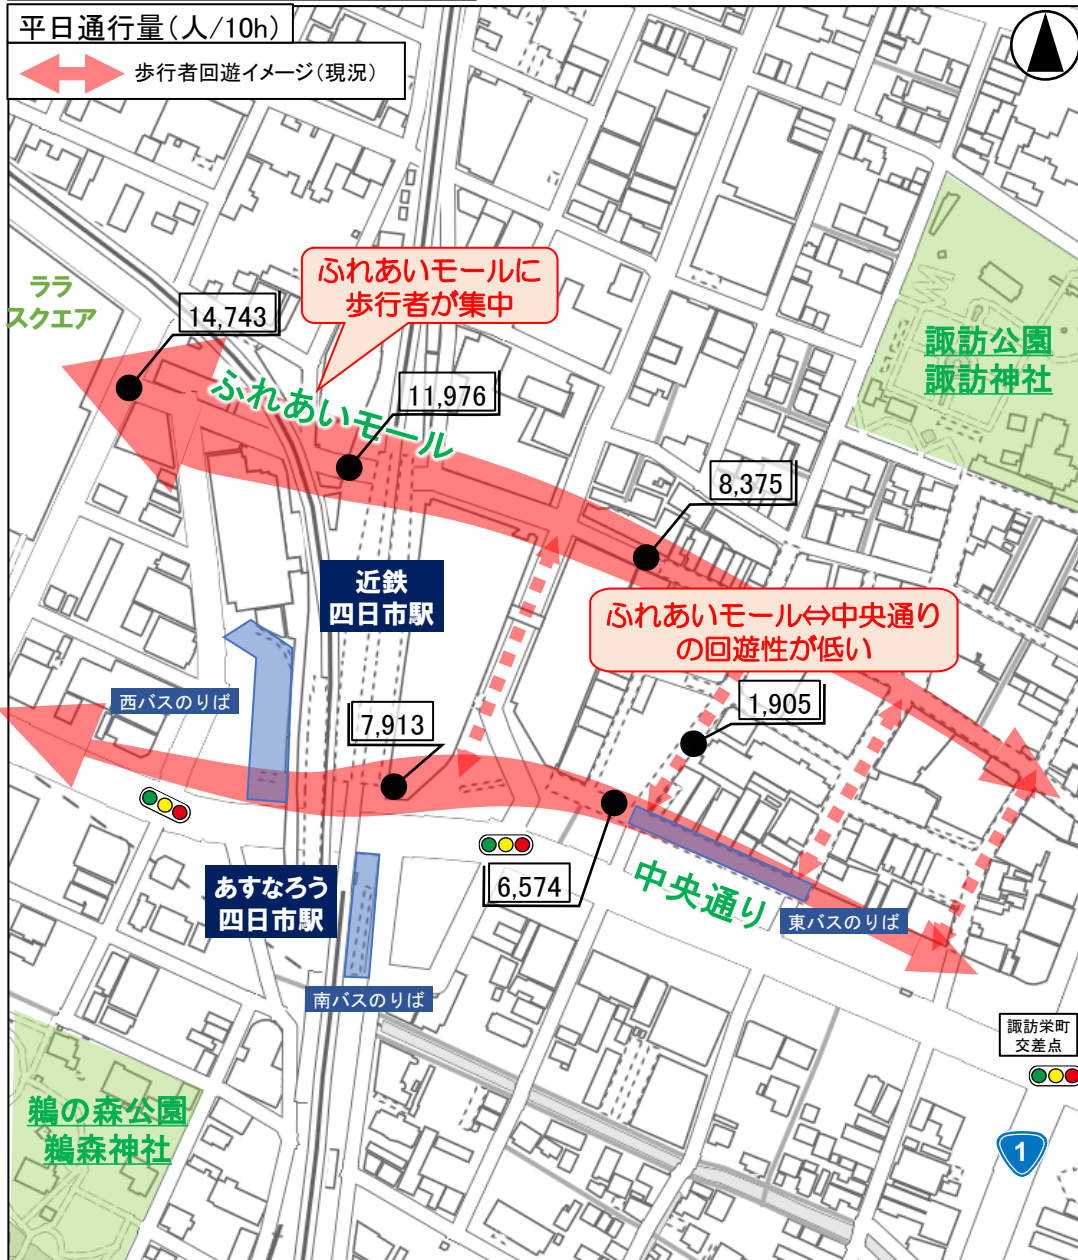 平日通行量(人/10h)
歩行者回遊イメージ(現況)
ふれあいモールに
歩行者が集中
ララ
スクエア
14,743
諏訪公園
諏訪神社
ふれあいモール
11,976
8,375
近鉄
四日市駅
ふれあいモール⇔中央通り
の回遊性が低い
西バスのりば
7,913
1,905
6,574
中央通り
東バスのりば
あすなろう
四日市駅
南バスのりば
諏訪栄町
交差点
鵜の森公園
鵜森神社
1